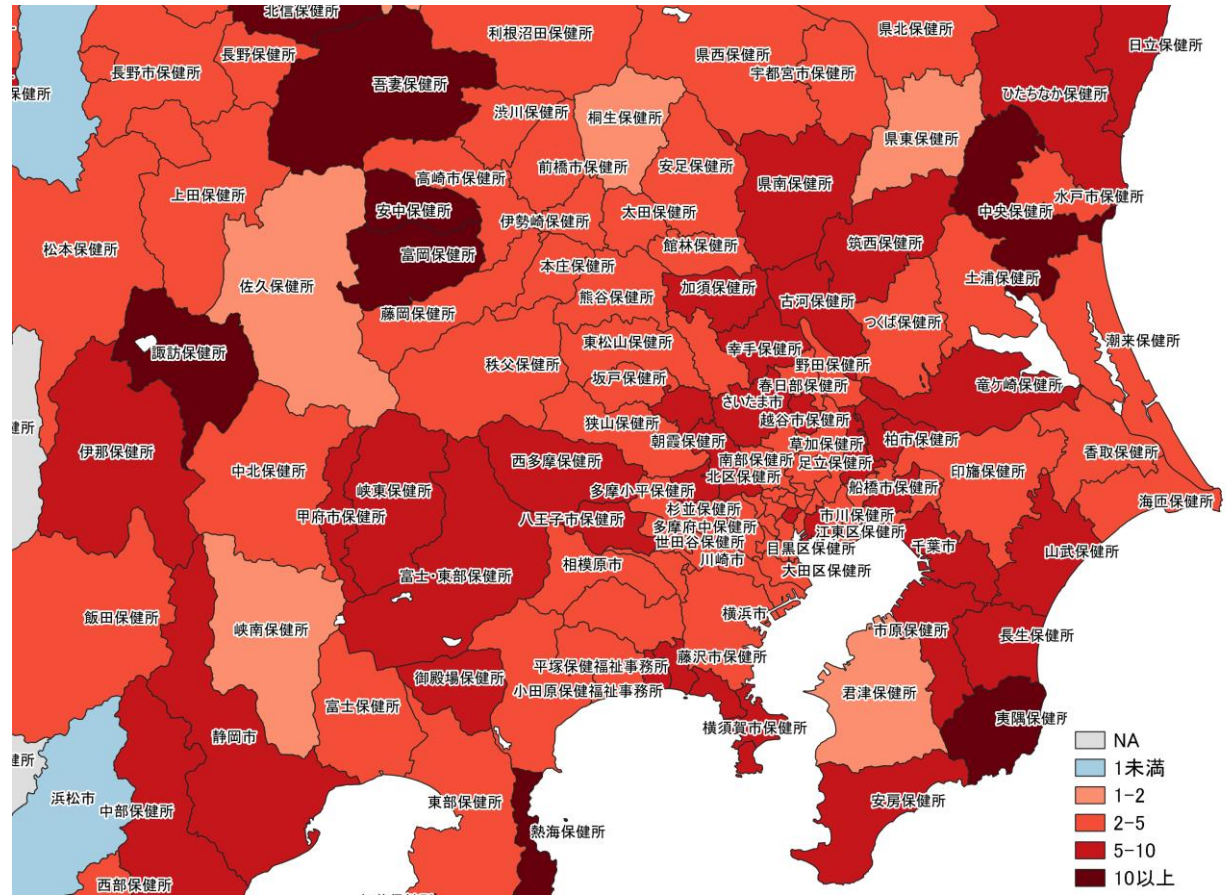 北信保健所
利根沼田保健所
県北保健所
日立保健所
長野保健所
県西保健所
長野市保健所
宇都宮市保健所
保健所
吾妻保健所
ひたちなか保健所
渋川保健所
桐生保健所
県東保健所
前橋市保健所
安足保健所
高崎市保健所
県南保健所
上田保健所
水戸市保健所
安中保健所
太田保健所
中央保健所
伊勢崎保健所
松本保健所
館林保健所
筑西保健所
富岡保健所
本庄保健所
土浦保健所
佐久保健所
加須保健所
熊谷保健所
古河保健所
藤岡保健所
つくば保健所
東松山保健所
潮来保健所
諏訪保健所
幸手保健所
秩父保健所
野田保健所
坂戸保健所
春日部保健所
竜ケ崎保健所
さいたま市
狭山保健所
越谷市保健所
健所
朝霞保健所
草加保健所
柏市保健所
伊那保健所
西多摩保健所
南部保健所
足立保健所
香取保健所
中北保健所
峡東保健所
北区保健所
印旛保健所
多摩小平保健所
船橋市保健所
海匝保健所
甲府市保健所
八王子市保健所
杉並保健所
市川保健所
多摩府中保健所
江東区保健所
世田谷保健所
目黒区保健所
千葉市
山武保健所
富士・東部保健所
相模原市
川崎市
大田区保健所
飯田保健所
横浜市
峡南保健所
市原保健所
長生保健所
藤沢市保健所
平塚保健福祉事務所
御殿場保健所
小田原保健福祉事務所
君津保健所
富士保健所
夷隅保健所
静岡市
横須賀市保健所
健所
浜松市
中部保健所
東部保健所
熱海保健所
安房保健所
西部保健所
NA
1未満
1-2
2-5
5-10
10以上